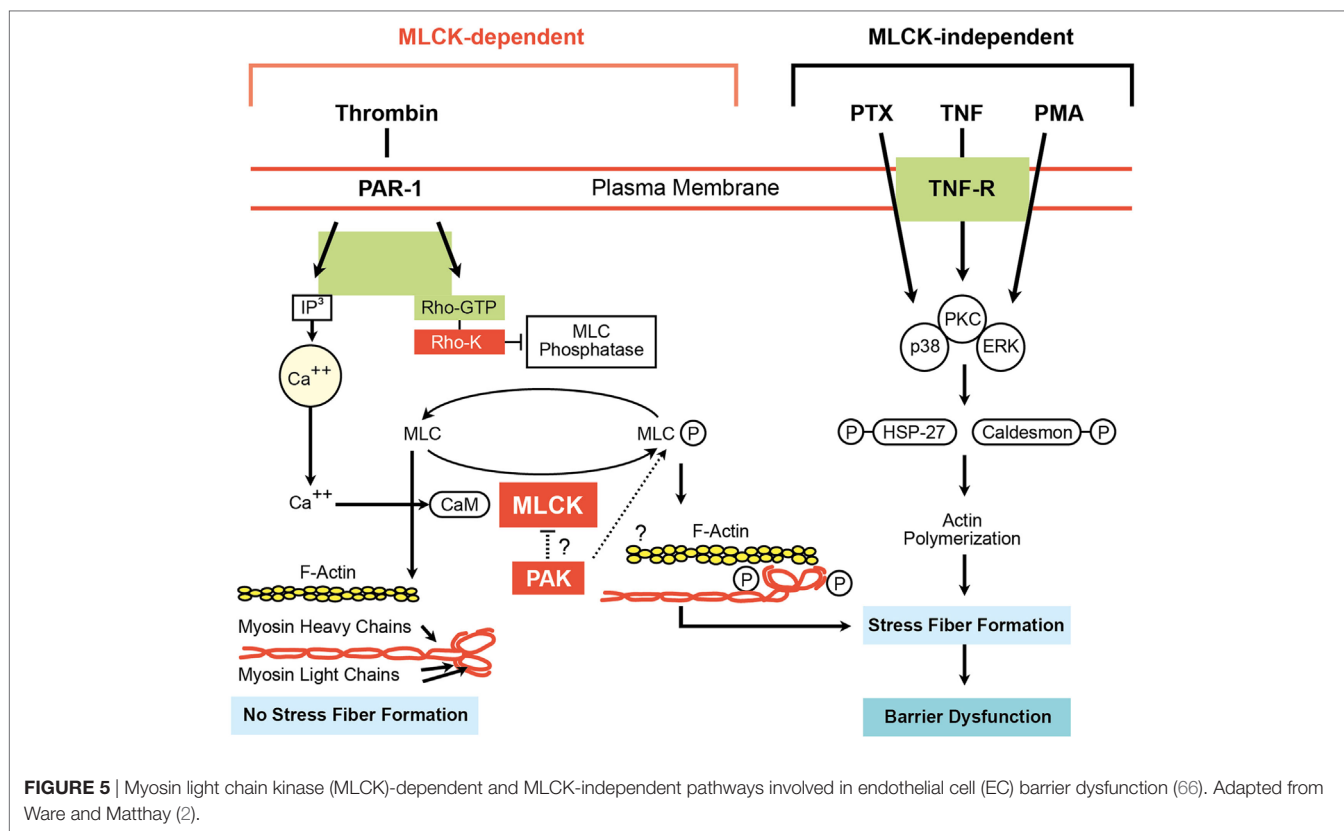 MLCK-dependent
MLCK-independent
Thrombin
PTX
TNF
PMA
PAR-1
Plasma Membrane
TNF-R
IP³
Rho-GTP
Rho-K
MLC
Phosphatase
Ca⁺⁺
PKC
p38
ERK
MLC
MLC P
P HSP-27
Caldesmon P
Ca⁺⁺
CaM
MLCK
?
PAK
?
F-Actin
P
P
Actin
Polymerization
F-Actin
Myosin Heavy Chains
Myosin Light Chains
No Stress Fiber Formation
Stress Fiber Formation
Barrier Dysfunction
FIGURE 5 | Myosin light chain kinase (MLCK)-dependent and MLCK-independent pathways involved in endothelial cell (EC) barrier dysfunction (66). Adapted from
Ware and Matthay (2).